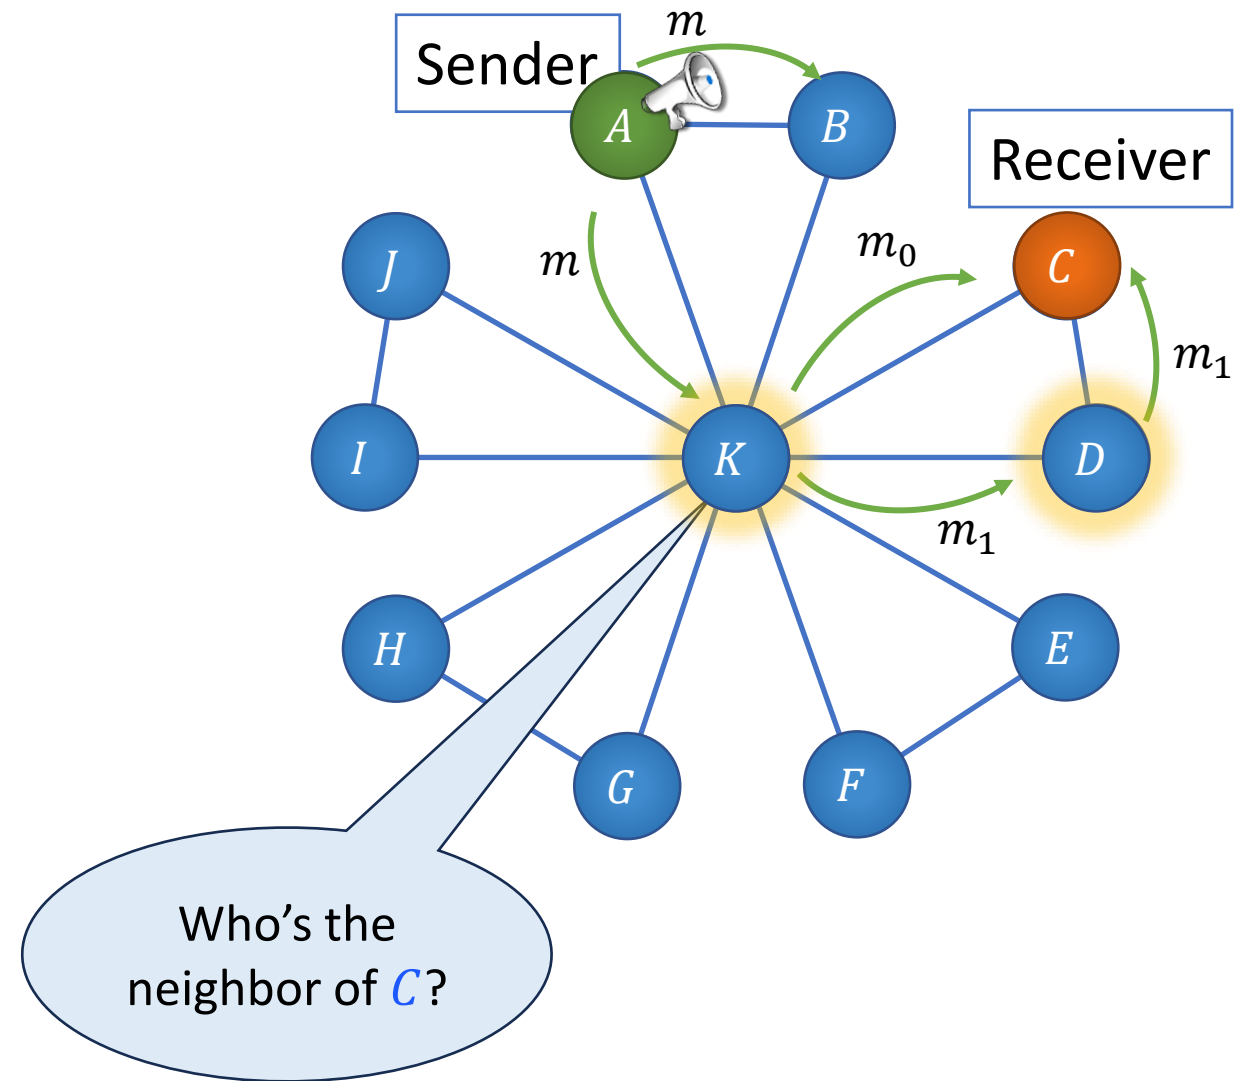 m
Sender
A
B
Receiver
J
m
m₀
C
m₁
I
K
D
m₁
H
E
G
F
Who's the
neighbor of C?